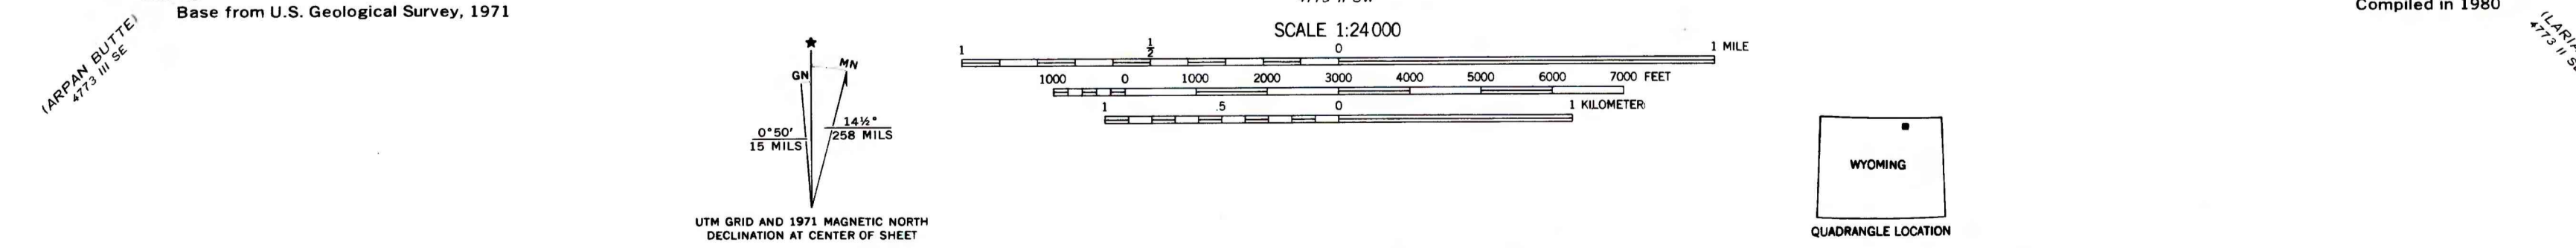 Base from U.S. Geological Survey, 1971
Compiled in 1980
(ARPAN BUTTE)
4773 III SE
4773 II SE
SCALE 1:24 000
1 ½ 0 1 MILE
1000 0 1000 2000 3000 4000 5000 6000 7000 FEET
1 .5 0 1 KILOMETER
★
GN MN
0°50′ 14½°
15 MILS 258 MILS
UTM GRID AND 1971 MAGNETIC NORTH
DECLINATION AT CENTER OF SHEET
WYOMING
QUADRANGLE LOCATION